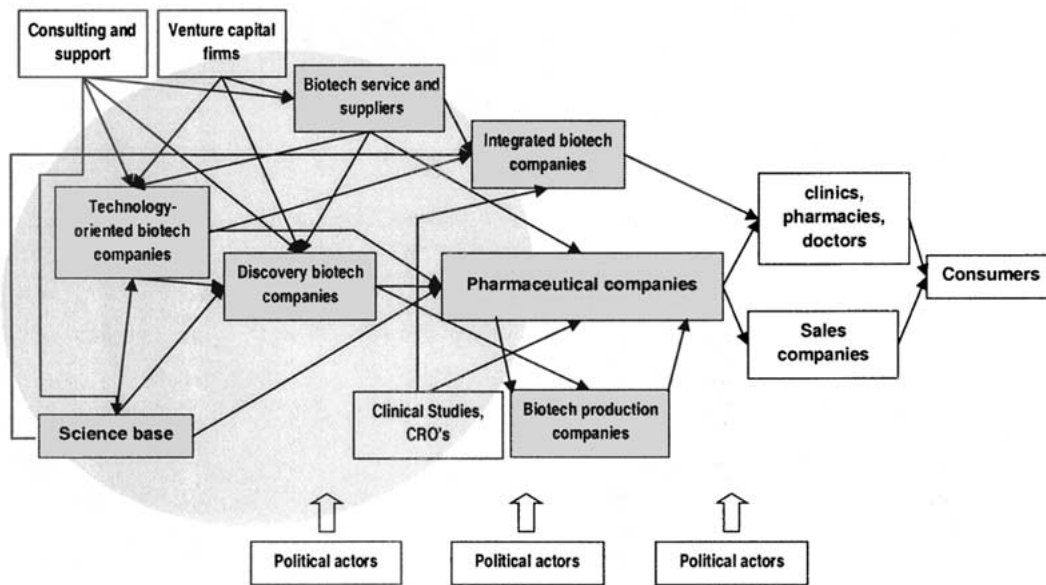 Consulting and
support
Venture capital
firms
Biotech service and
suppliers
Integrated biotech
companies
Technology-
oriented biotech
companies
clinics,
pharmacies,
doctors
Discovery biotech
companies
Pharmaceutical companies
Consumers
Sales
companies
Clinical Studies,
CRO's
Biotech production
companies
Science base
Political actors
Political actors
Political actors